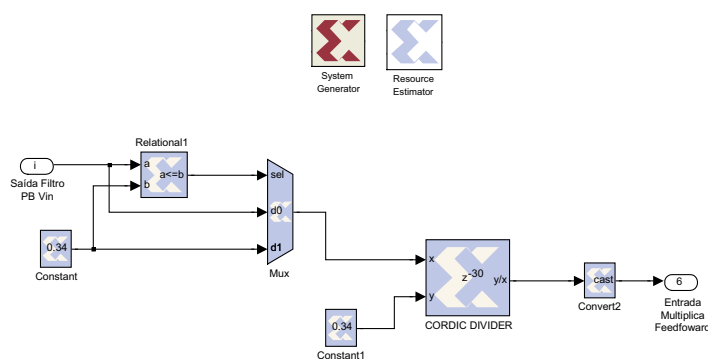 System
Generator
Resource
Estimator
Relational1
i
a
b
a<=b
Saída Filtro
PB Vin
sel
d0
d1
Mux
0.34
Constant
x
y
z-30
y/x
CORDIC DIVIDER
0.34
Constant1
cast
Convert2
6
Entrada
Multiplica
Feedfoward